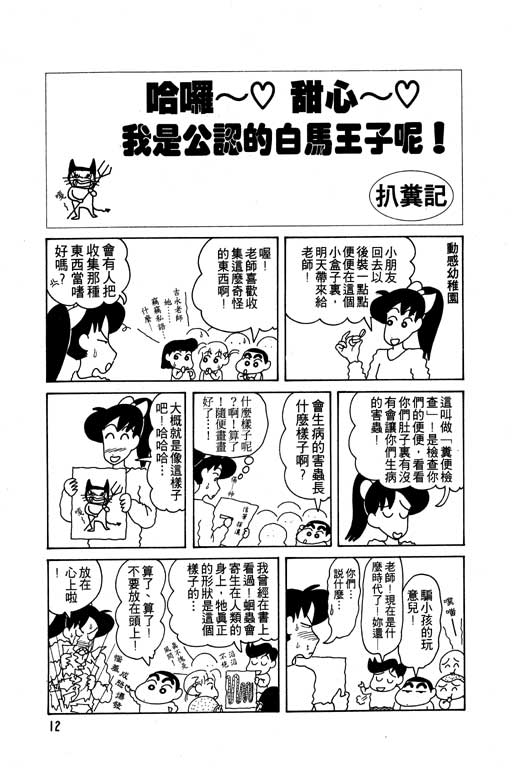 哈囉～♡ 甜心～♡
我是公認的白馬王子呢！
扒糞記
動感幼稚園
小朋友
回去以
後裝一點點
便便在這個
小盒子裏，
明天帶來給
老師！
喔！
老師喜歡收
集這麼奇怪
的東西啊！
吉永老師
她……
竊竊私語
什麼！
會有人把
收集那種
東西當嗜
好嗎？
這叫做「糞便檢
查」！是檢查你
們的便便，看看
你們肚子裏有沒
有會讓你們生病
的害蟲！
會生病的害蟲長
什麼樣子啊？
什麼樣子呢
？啊！算了
！隨便畫畫
好了…！
大概就是像這樣子
吧！哈哈哈…
騙小孩的玩
意兒！
老師！現在是什
麼時代了！妳還
…
你們…
說什麼…
我曾經在書上
看過！蛔蟲會
寄生在人類的
身上，牠真正
的形狀是這個
樣子的…
算了、算了！
不要放在頭上！
放在
心上啦！
12